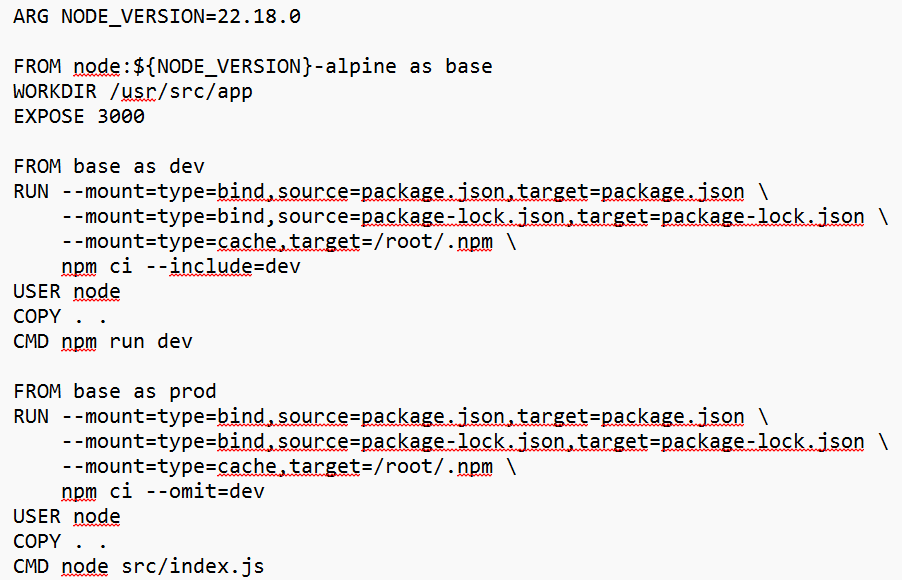 ARG NODE_VERSION=22.18.0

FROM node:${NODE_VERSION}-alpine as base
WORKDIR /usr/src/app
EXPOSE 3000

FROM base as dev
RUN --mount=type=bind,source=package.json,target=package.json \
    --mount=type=bind,source=package-lock.json,target=package-lock.json \
    --mount=type=cache,target=/root/.npm \
    npm ci --include=dev
USER node
COPY . .
CMD npm run dev

FROM base as prod
RUN --mount=type=bind,source=package.json,target=package.json \
    --mount=type=bind,source=package-lock.json,target=package-lock.json \
    --mount=type=cache,target=/root/.npm \
    npm ci --omit=dev
USER node
COPY . .
CMD node src/index.js